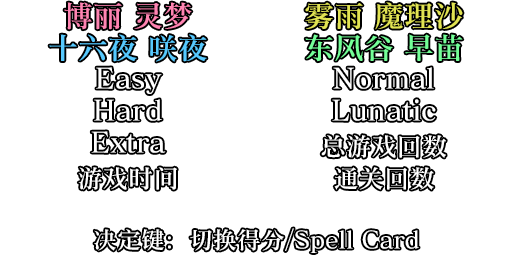 博丽 灵梦 雾雨 魔理沙
十六夜 咲夜 东风谷 早苗
Easy Normal
Hard Lunatic
Extra 总游戏回数
游戏时间 通关回数
决定键：切换得分/Spell Card